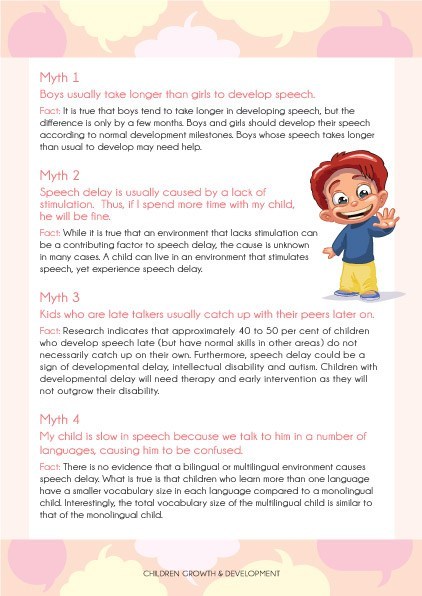 Myth 1
Boys usually take longer than girls to develop speech.
Fact: It is true that boys tend to take longer in developing speech, but the
difference is only by a few months. Boys and girls should develop their speech
according to normal development milestones. Boys whose speech takes longer
than usual to develop may need help.
Myth 2
Speech delay is usually caused by a lack of
stimulation. Thus, if I spend more time with my child,
he will be fine.
Fact: While it is true that an environment that lacks stimulation can
be a contributing factor to speech delay, the cause is unknown
in many cases. A child can live in an environment that stimulates
speech, yet experience speech delay.
Myth 3
Kids who are late talkers usually catch up with their peers later on.
Fact: Research indicates that approximately 40 to 50 per cent of children
who develop speech late (but have normal skills in other areas) do not
necessarily catch up on their own. Furthermore, speech delay could be a
sign of developmental delay, intellectual disability and autism. Children with
developmental delay will need therapy and early intervention as they will
not outgrow their disability.
Myth 4
My child is slow in speech because we talk to him in a number of
languages, causing him to be confused.
Fact: There is no evidence that a bilingual or multilingual environment causes
speech delay. What is true is that children who learn more than one language
have a smaller vocabulary size in each language compared to a monolingual
child. Interestingly, the total vocabulary size of the multilingual child is similar to
that of the monolingual child.
CHILDREN GROWTH & DEVELOPMENT